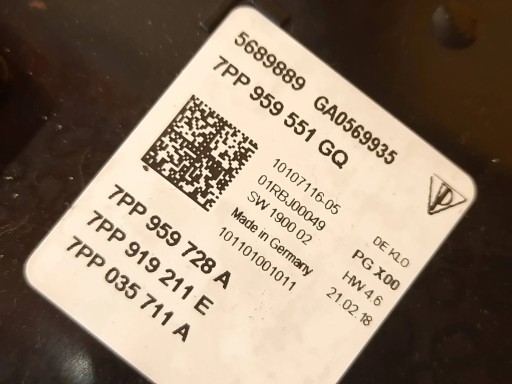 5689889 GA0569935
7PP 959 551 GQ
10107116-05
01RBJ00049
SW 1900 02
Made in Germany
101101001011
DE KLO
PG X00
HW 4.6
21.02.18
7PP 959 728 A
7PP 919 211 E
7PP 035 711 A